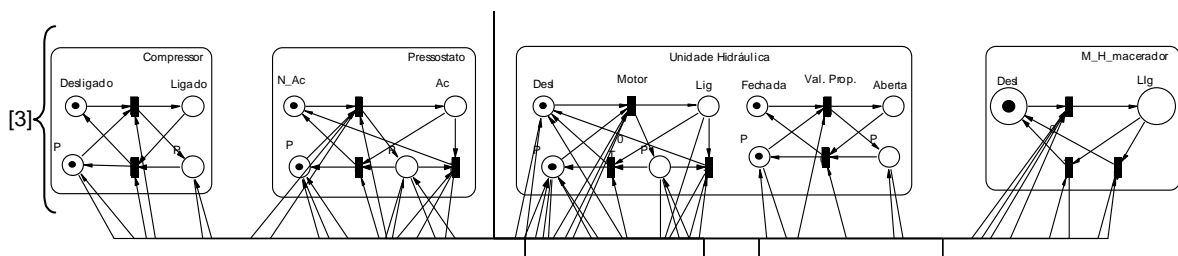 Compressor
Pressostato
Unidade Hidráulica
M_H_macerador
Desligado
Ligado
N_Ac
Ac
Desl
Motor
Lig
Fechada
Val. Prop.
Aberta
Desl
LIg
[3]
P
P
P
P
P
P
P
0
T